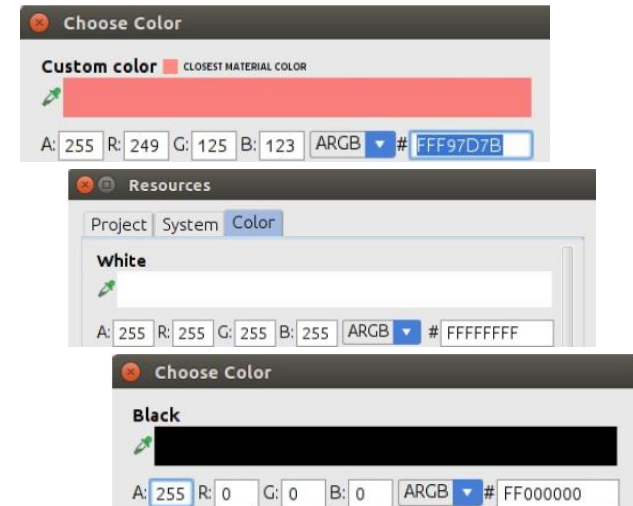 Choose Color
Custom color CLOSEST MATERIAL COLOR
A: 255 R: 249 G: 125 B: 123 ARGB # FFF97D7B
Resources
Project System Color
White
A: 255 R: 255 G: 255 B: 255 ARGB # FFFFFFFF
Choose Color
Black
A: 255 R: 0 G: 0 B: 0 ARGB # FF000000